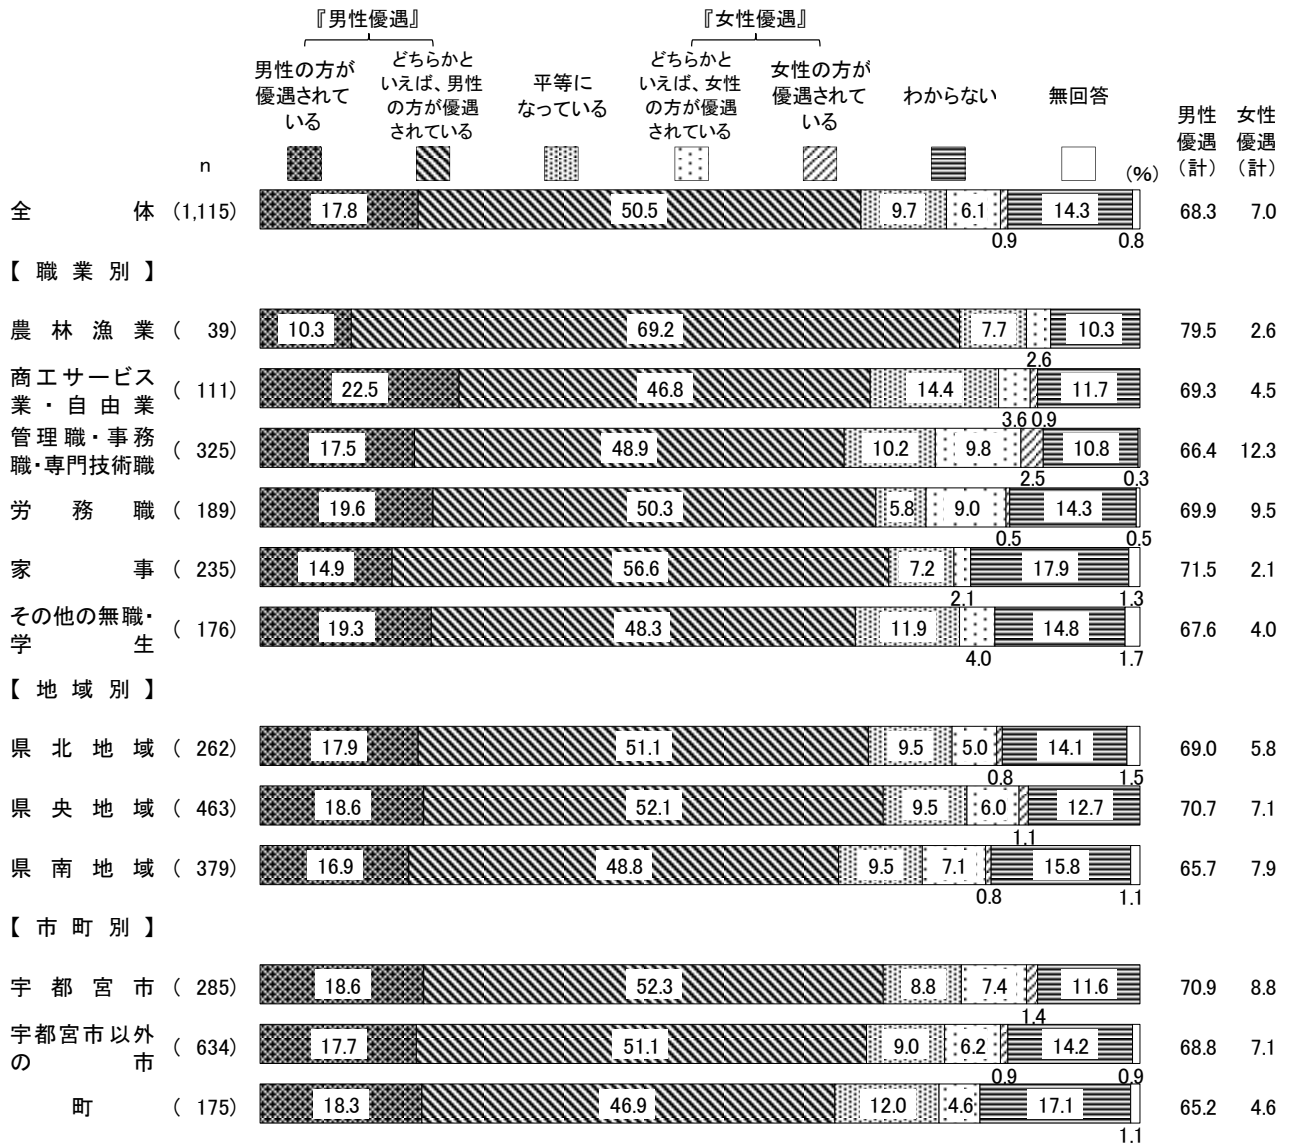 『男性優遇』 『女性優遇』
男性の方が
優遇されて
いる
どちらかと
いえば、男性
の方が優遇
されている
平等に
なっている
どちらかと
いえば、女性
の方が優遇
されている
女性の方が
優遇されて
いる
わからない
無回答
男性
優遇
(計)
女性
優遇
(計)
n
(%)
全体 (1,115) 17.8 50.5 9.7 6.1 14.3 68.3 7.0
0.9 0.8
【職業別】
農林漁業 ( 39) 10.3 69.2 7.7 10.3 79.5 2.6
2.6
商工サービス
業・自由業 ( 111) 22.5 46.8 14.4 11.7 69.3 4.5
3.6 0.9
管理職・事務
職・専門技術職 ( 325) 17.5 48.9 10.2 9.8 10.8 66.4 12.3
2.5 0.3
労務職 ( 189) 19.6 50.3 5.8 9.0 14.3 69.9 9.5
0.5 0.5
家事 ( 235) 14.9 56.6 7.2 17.9 71.5 2.1
2.1 1.3
その他の無職・
学生 ( 176) 19.3 48.3 11.9 14.8 67.6 4.0
4.0 1.7
【地域別】
県北地域 ( 262) 17.9 51.1 9.5 5.0 14.1 69.0 5.8
0.8 1.5
県央地域 ( 463) 18.6 52.1 9.5 6.0 12.7 70.7 7.1
1.1
県南地域 ( 379) 16.9 48.8 9.5 7.1 15.8 65.7 7.9
0.8 1.1
【市町別】
宇都宮市 ( 285) 18.6 52.3 8.8 7.4 11.6 70.9 8.8
1.4
宇都宮市以外
の市 ( 634) 17.7 51.1 9.0 6.2 14.2 68.8 7.1
0.9 0.9
町 ( 175) 18.3 46.9 12.0 4.6 17.1 65.2 4.6
1.1